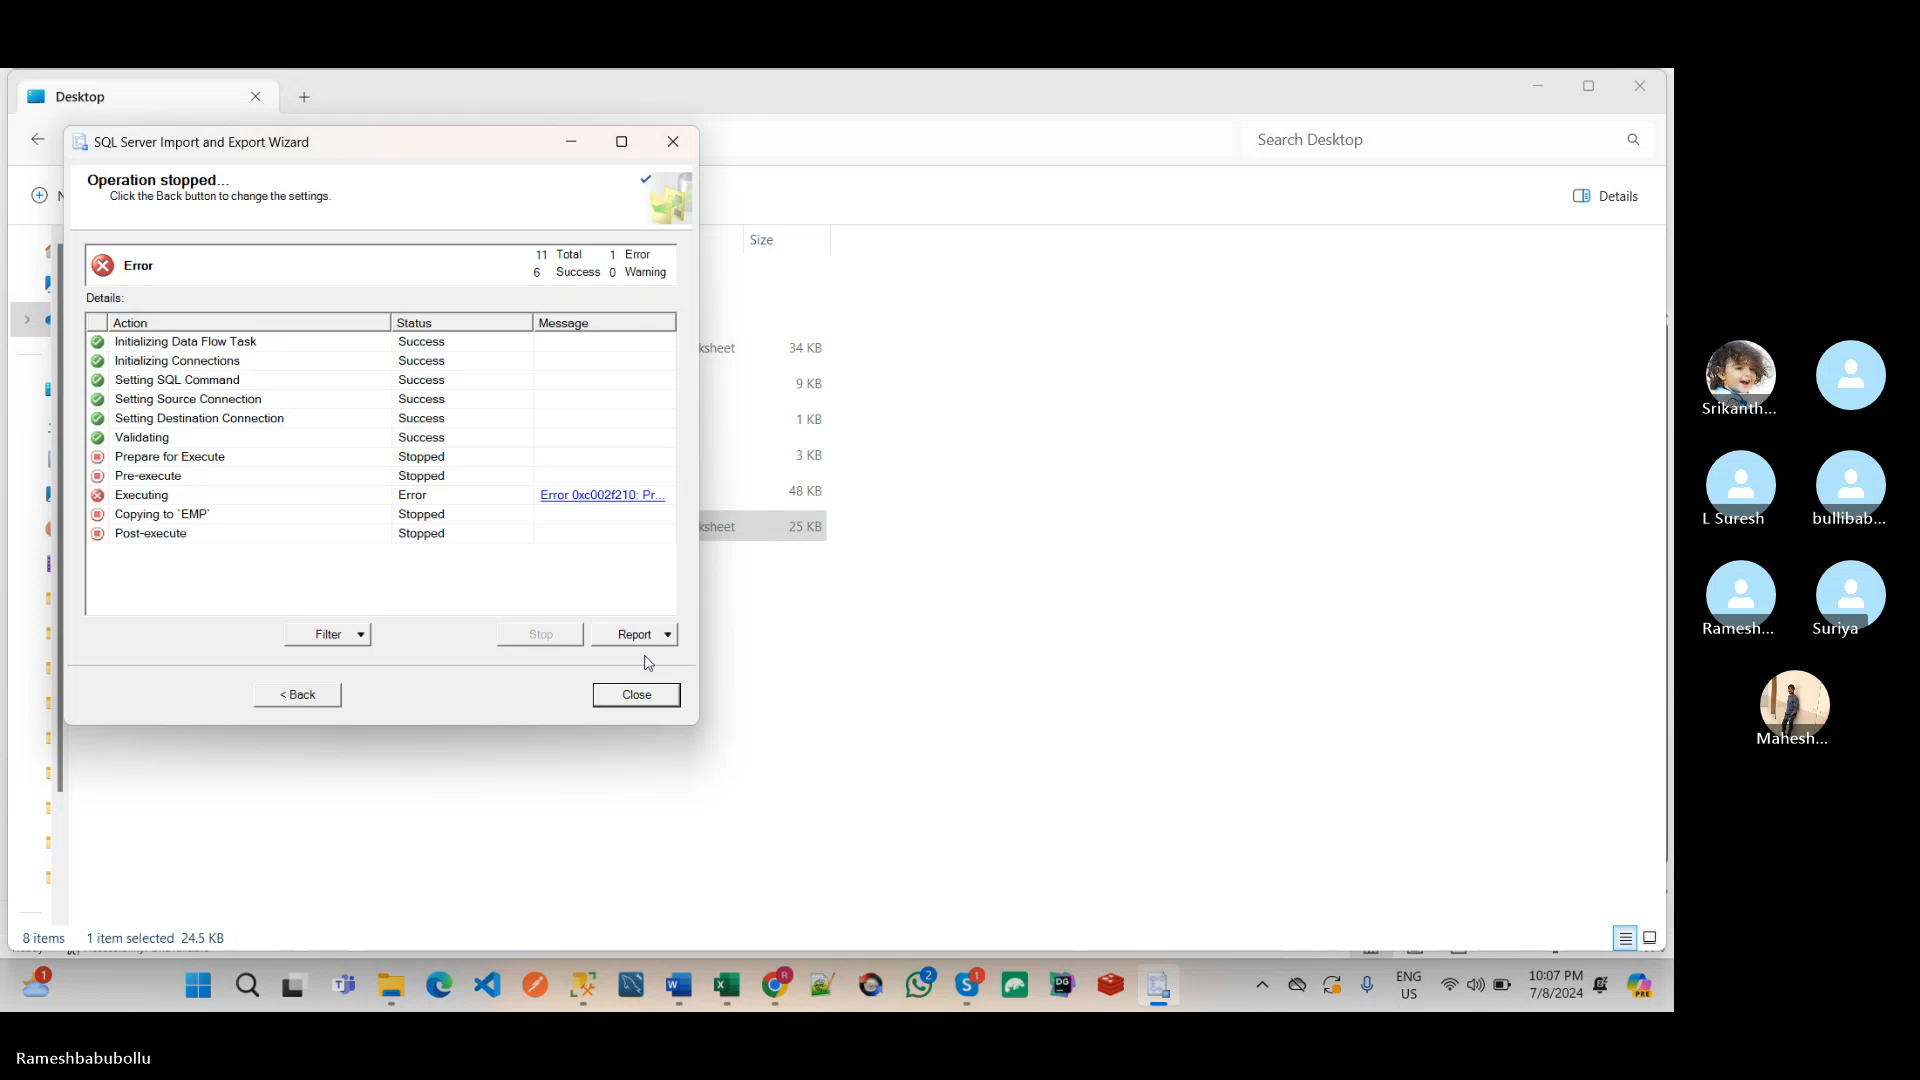 Desktop
SQL Server Import and Export Wizard
Search Desktop
Operation stopped...
Click the Back button to change the settings.
N
Details
Size
Error
11 Total 1 Error
6 Success 0 Warning
Details:
Action Status Message
Initializing Data Flow Task Success
Initializing Connections Success
Setting SQL Command Success
Setting Source Connection Success
Setting Destination Connection Success
Validating Success
Prepare for Execute Stopped
Pre-execute Stopped
Executing Error Error 0xc002f210: Pr...
Copying to `EMP` Stopped
Post-execute Stopped
ksheet 34 KB
9 KB
1 KB
3 KB
48 KB
ksheet 25 KB
Filter Stop Report
< Back Close
8 items 1 item selected 24.5 KB
1
R
2
1
DG
ENG
US
10:07 PM
7/8/2024
PRE
Srikanth...
L Suresh
bullibab...
Ramesh...
Suriya
Mahesh...
Rameshbabubollu